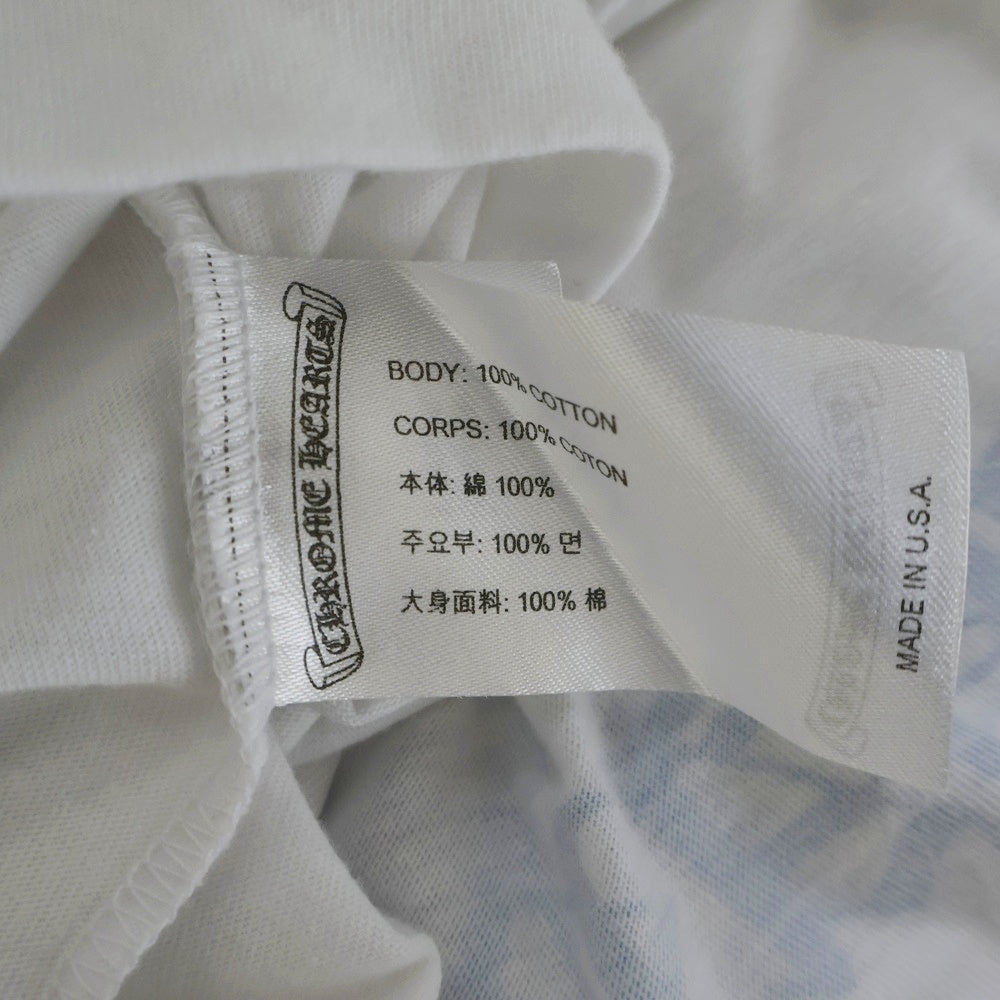 CHROME HEARTS
BODY: 100% COTTON
CORPS: 100% COTON
本体: 綿 100%
주요부: 100% 면
大身面料: 100% 棉
MADE IN U.S.A.